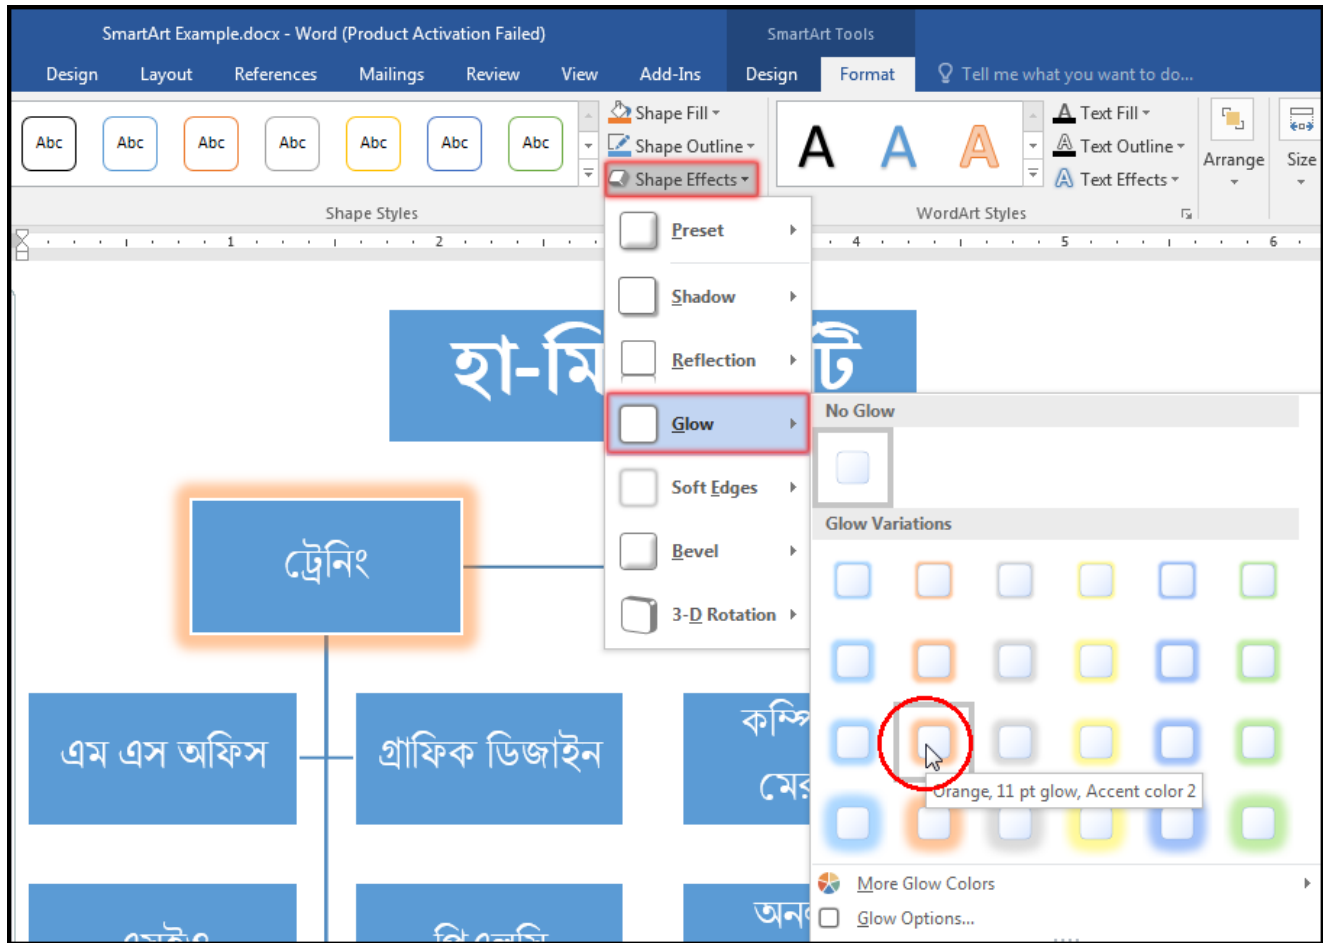 SmartArt Example.docx - Word (Product Activation Failed)
SmartArt Tools
Design Layout References Mailings Review View Add-Ins Design Format Tell me what you want to do...
Abc Abc Abc Abc Abc Abc Abc
Shape Fill
Shape Outline
Shape Effects
A A A
Text Fill
Text Outline
Text Effects
Arrange
Size
Shape Styles
WordArt Styles
1 2 4 5 6
Preset
Shadow
Reflection
Glow
Soft Edges
Bevel
3-D Rotation
No Glow
Glow Variations
Orange, 11 pt glow, Accent color 2
More Glow Colors
Glow Options...
ট্রেনিং
এম এস অফিস
গ্রাফিক ডিজাইন